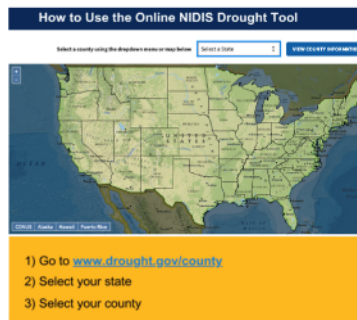 How to Use the Online NIDIS Drought Tool
Select a county using the dropdown menu or map below
Select a State
VIEW COUNTY INFORMATION
UNITED
STATES
CONUS
Alaska
Hawaii
Puerto Rico
1) Go to www.drought.gov/county
2) Select your state
3) Select your county